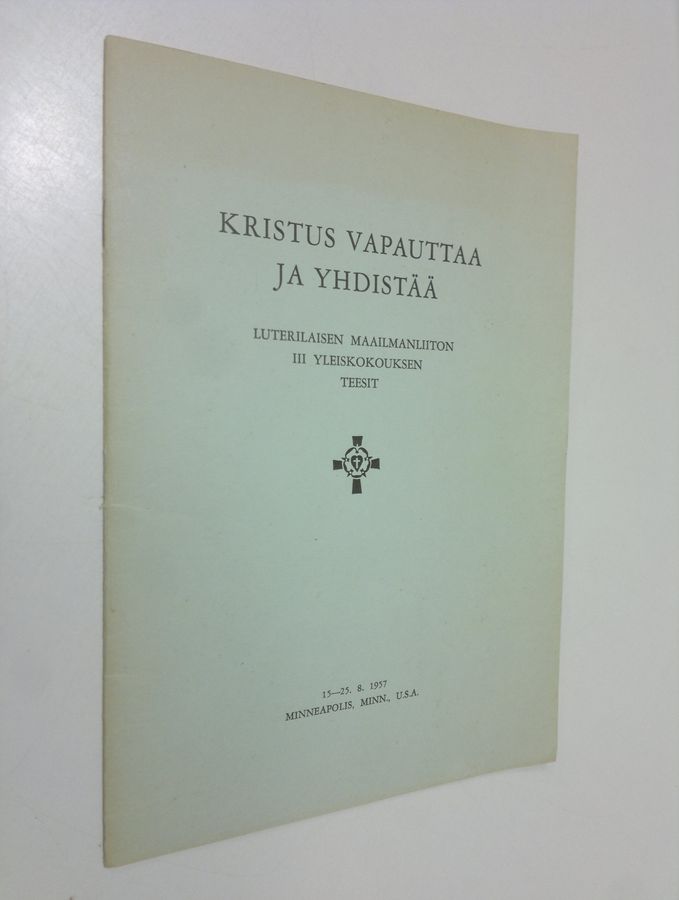 KRISTUS VAPAUTTAA
JA YHDISTÄÄ
LUTERILAISEN MAAILMANLIITON
III YLEISKOKOUKSEN
TEESIT
15—25. 8. 1957
MINNEAPOLIS, MINN., U.S.A.